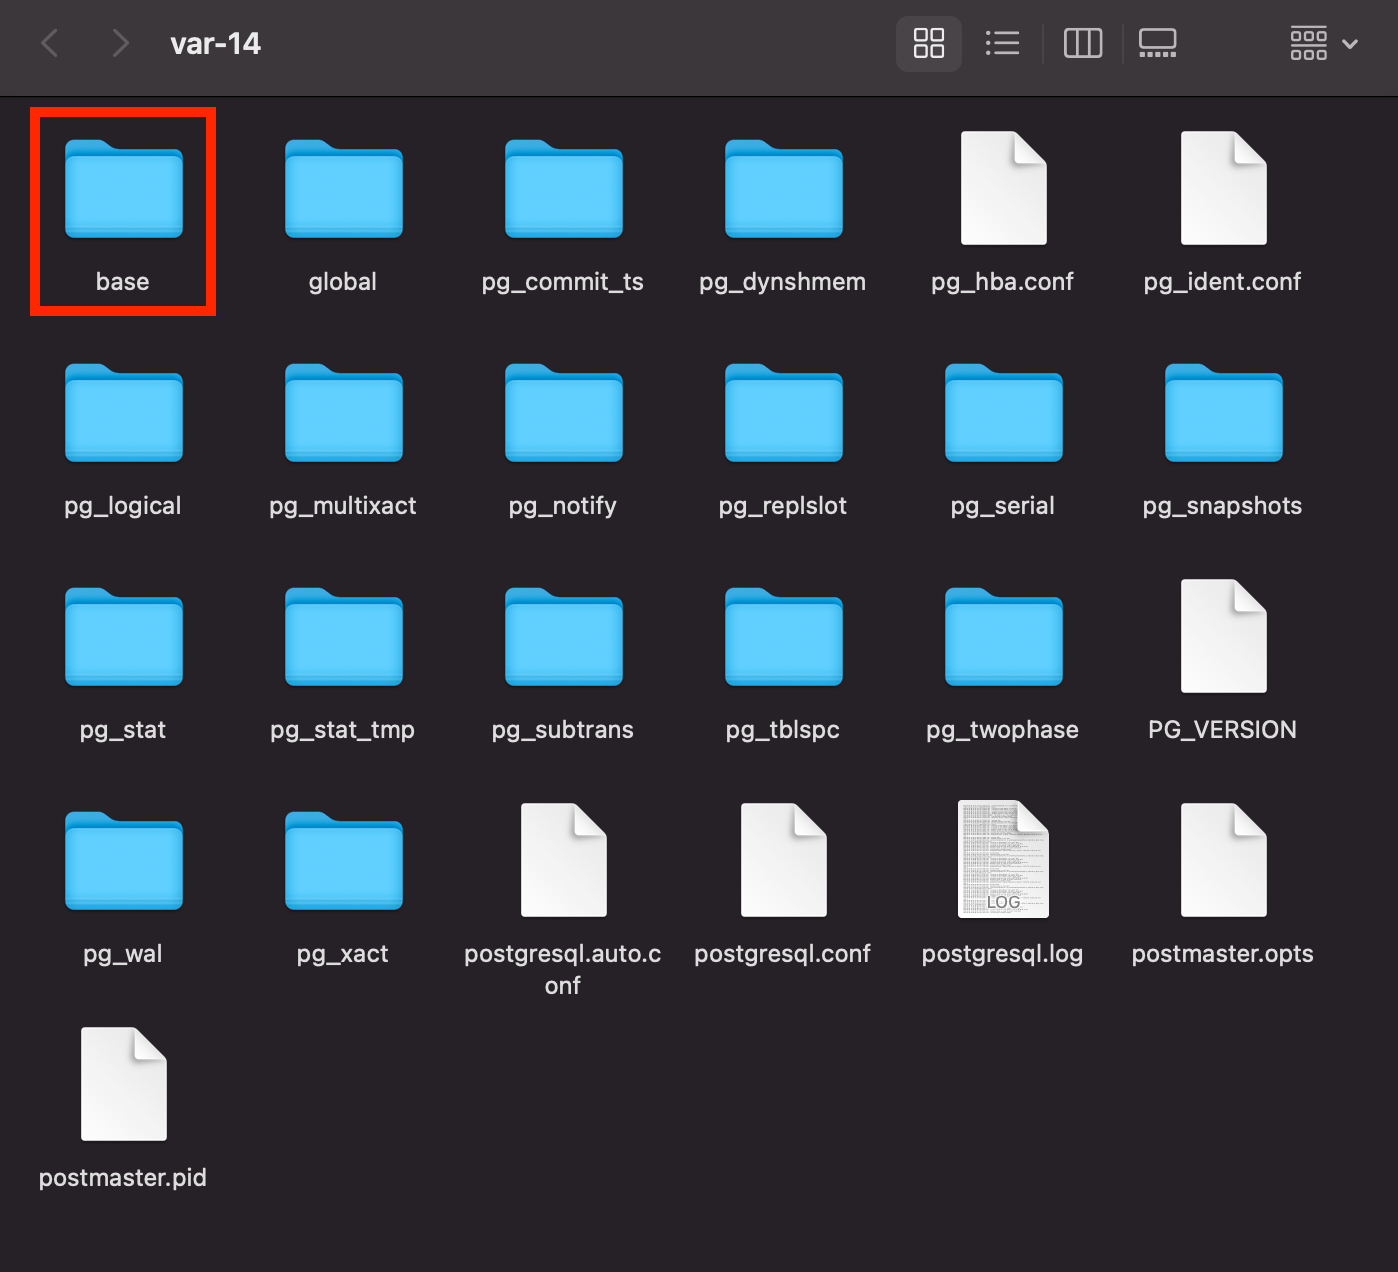 var-14
base
global
pg_commit_ts
pg_dynshmem
pg_hba.conf
pg_ident.conf
pg_logical
pg_multixact
pg_notify
pg_replslot
pg_serial
pg_snapshots
pg_stat
pg_stat_tmp
pg_subtrans
pg_tblspc
pg_twophase
PG_VERSION
pg_wal
pg_xact
postgresql.auto.c
onf
postgresql.conf
LOG
postgresql.log
postmaster.opts
postmaster.pid